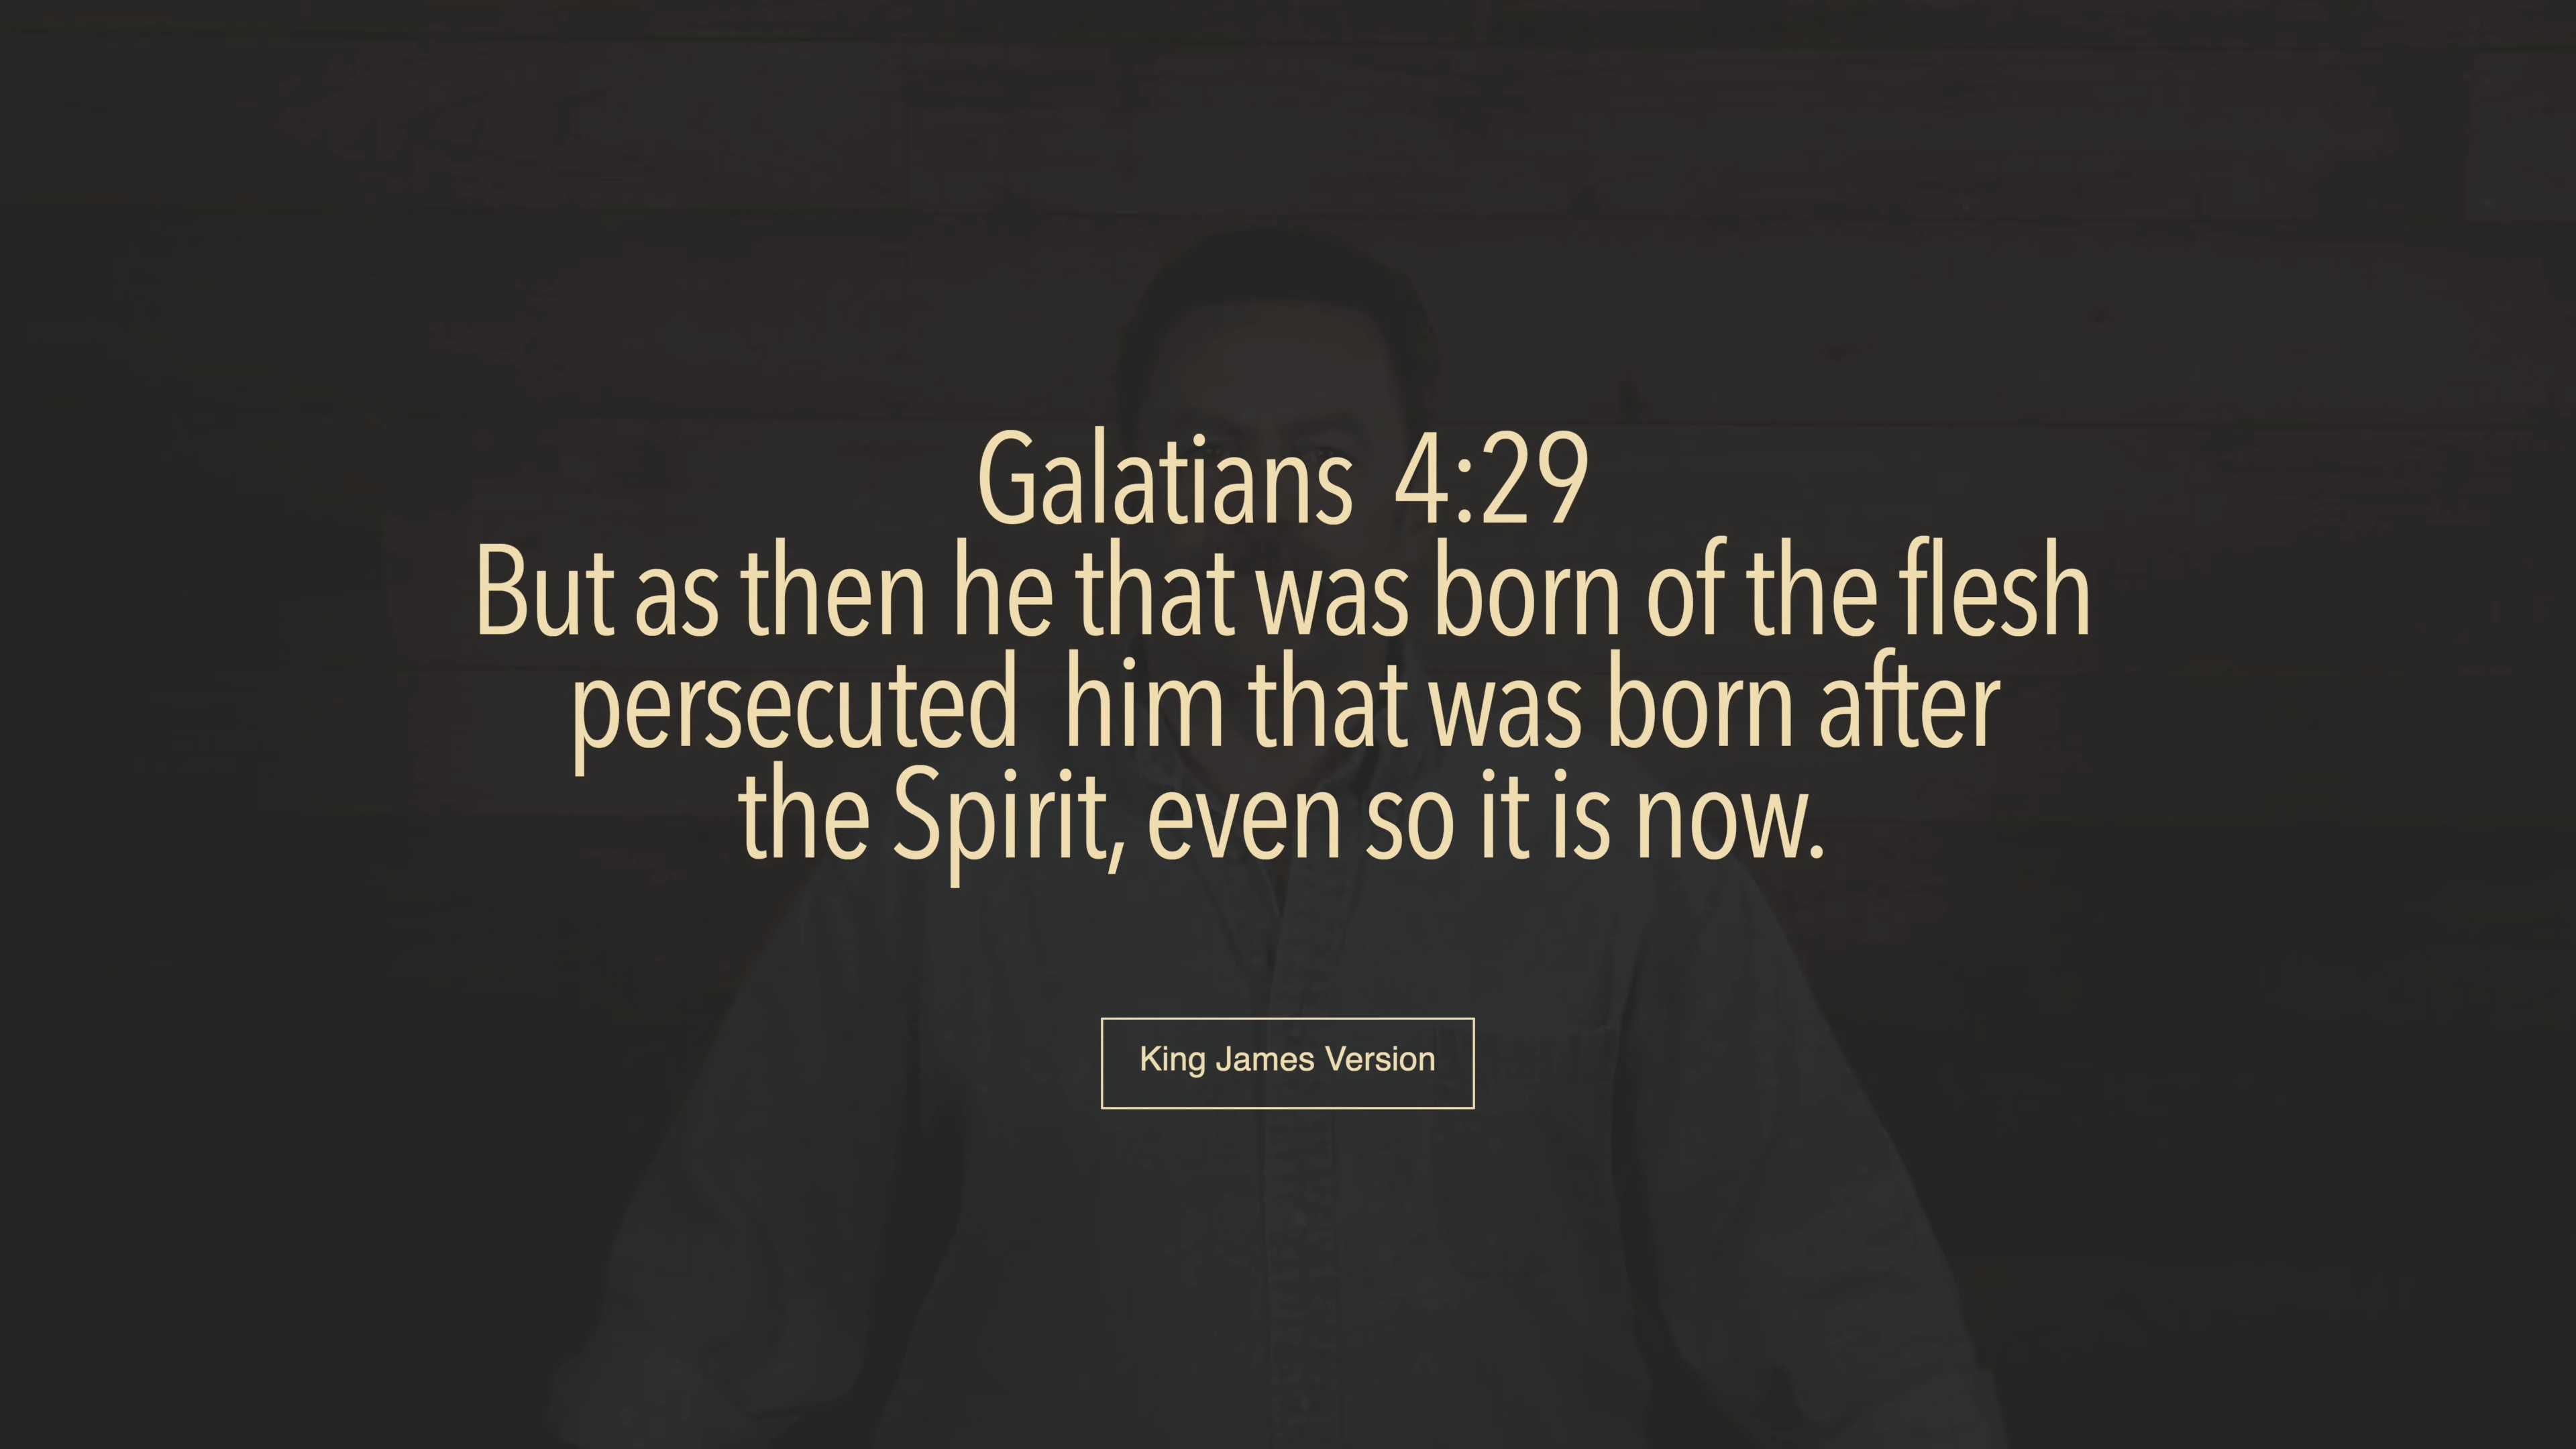 Galatians  4:29
But as then he that was born of the flesh
persecuted  him that was born after
the Spirit, even so it is now.
King James Version